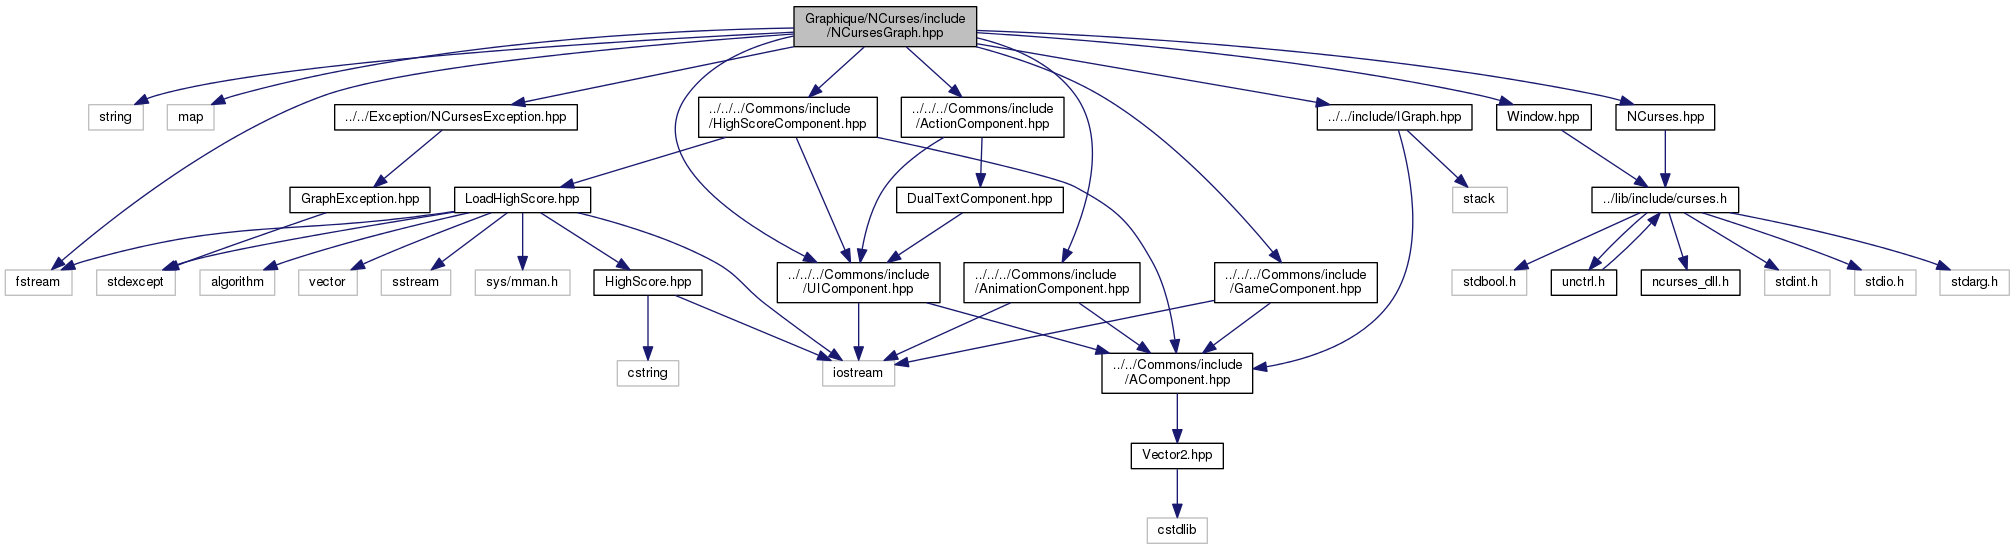 Graphique/NCurses/include
/NCursesGraph.hpp
string
map
../../Exception/NCursesException.hpp
../../../Commons/include
/HighScoreComponent.hpp
../../../Commons/include
/ActionComponent.hpp
../../include/IGraph.hpp
Window.hpp
NCurses.hpp
GraphException.hpp
LoadHighScore.hpp
DualTextComponent.hpp
stack
../lib/include/curses.h
fstream
stdexcept
algorithm
vector
sstream
sys/mman.h
HighScore.hpp
../../../Commons/include
/UIComponent.hpp
../../../Commons/include
/AnimationComponent.hpp
../../../Commons/include
/GameComponent.hpp
stdbool.h
unctrl.h
ncurses_dll.h
stdint.h
stdio.h
stdarg.h
cstring
iostream
../../Commons/include
/AComponent.hpp
Vector2.hpp
cstdlib